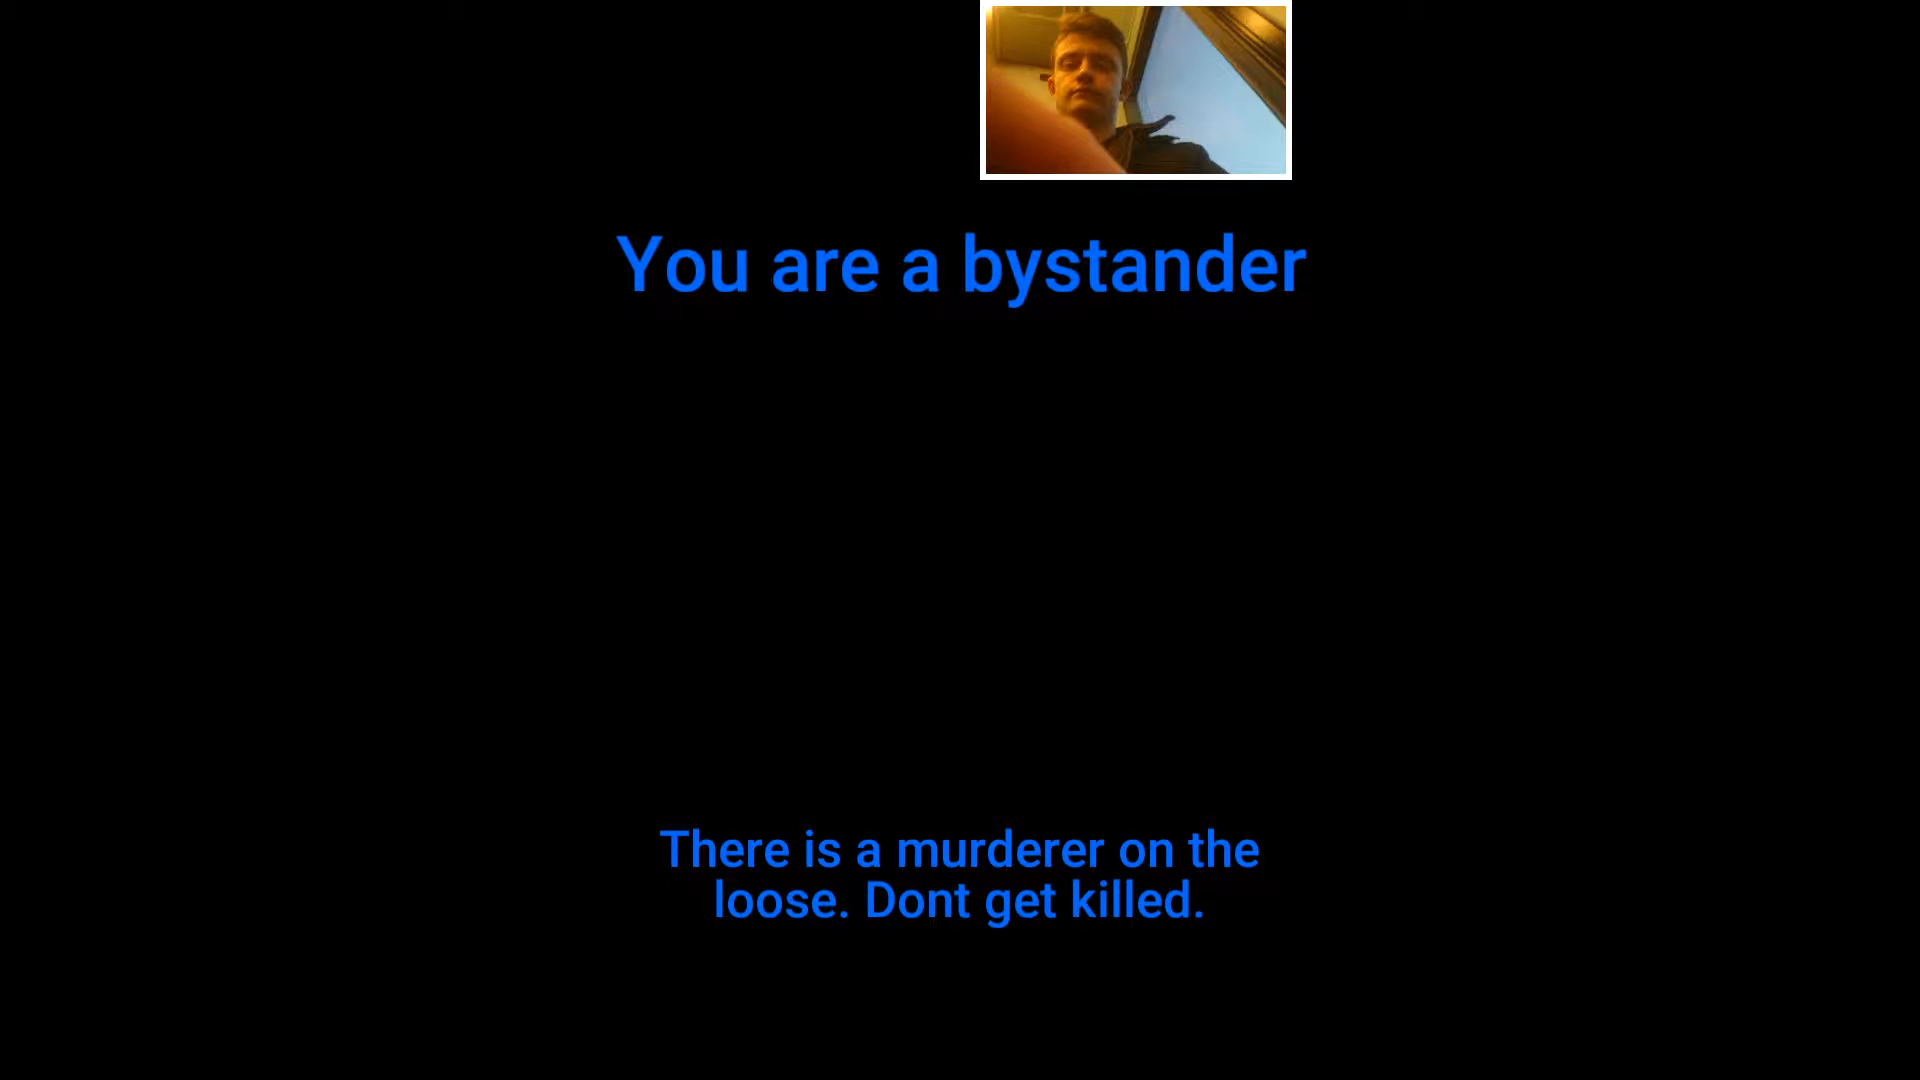 You are a bystander
There is a murderer on the
loose. Dont get killed.